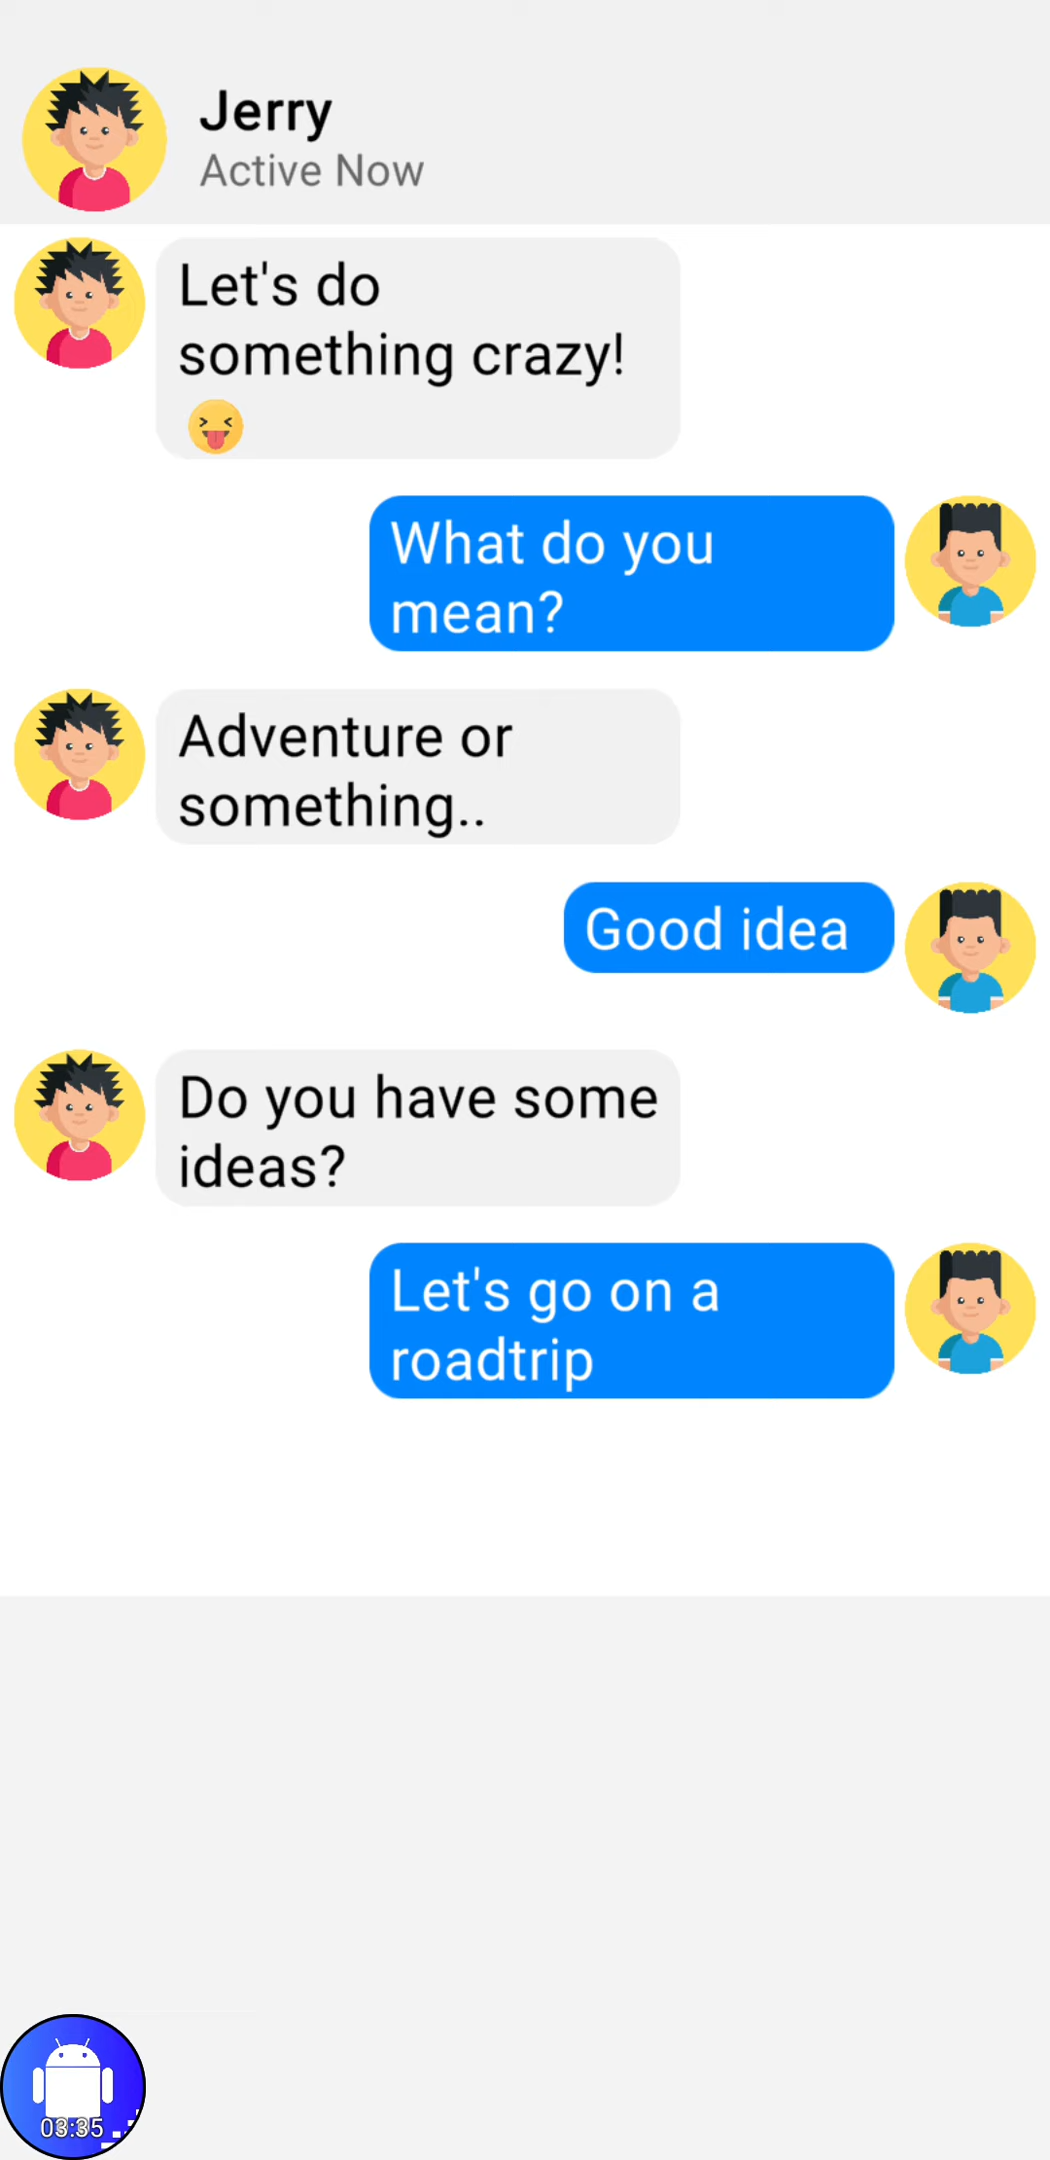 Jerry
Active Now
Let's do
something crazy!
😝
What do you
mean?
Adventure or
something..
Good idea
Do you have some
ideas?
Let's go on a
roadtrip
03:35